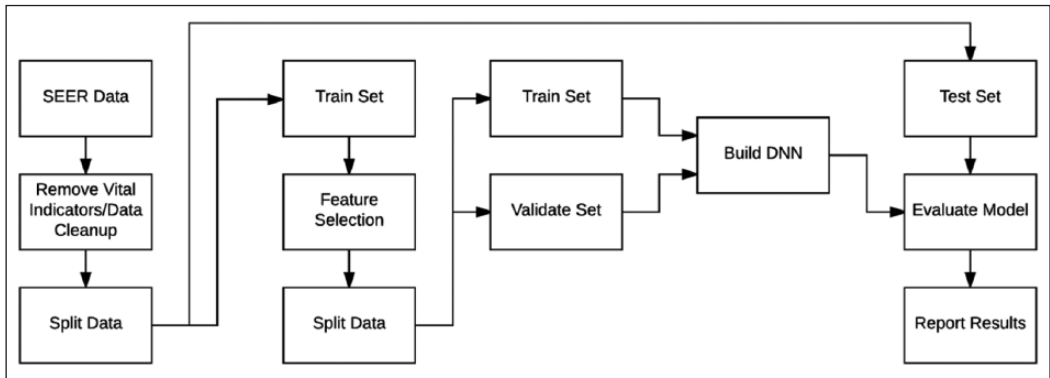 SEER Data
Remove Vital
Indicators/Data
Cleanup
Split Data
Train Set
Feature
Selection
Split Data
Train Set
Validate Set
Build DNN
Test Set
Evaluate Model
Report Results